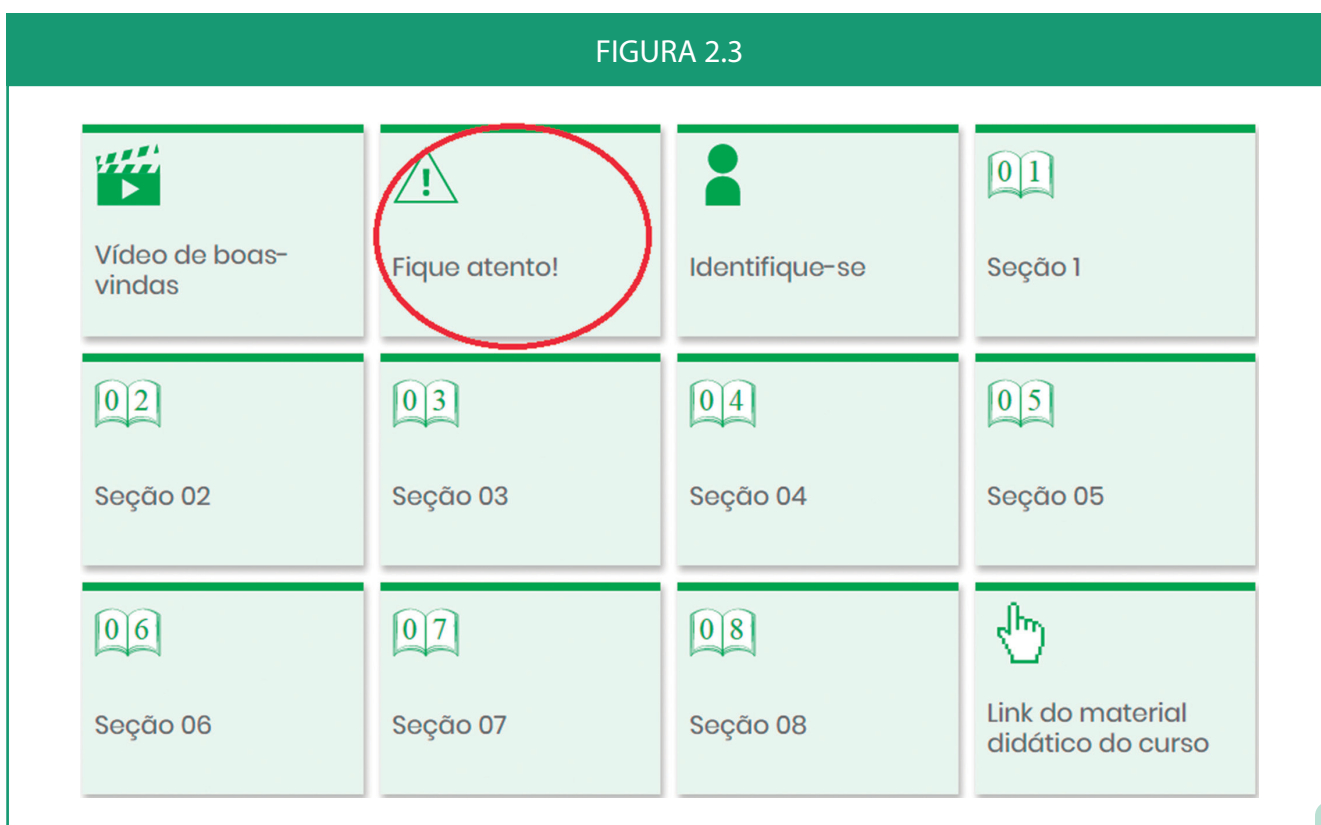 FIGURA 2.3
Vídeo de boas-
vindas
!
Fique atento!
Identifique-se
0 1
Seção 1
0 2
Seção 02
0 3
Seção 03
0 4
Seção 04
0 5
Seção 05
0 6
Seção 06
0 7
Seção 07
0 8
Seção 08
Link do material
didático do curso